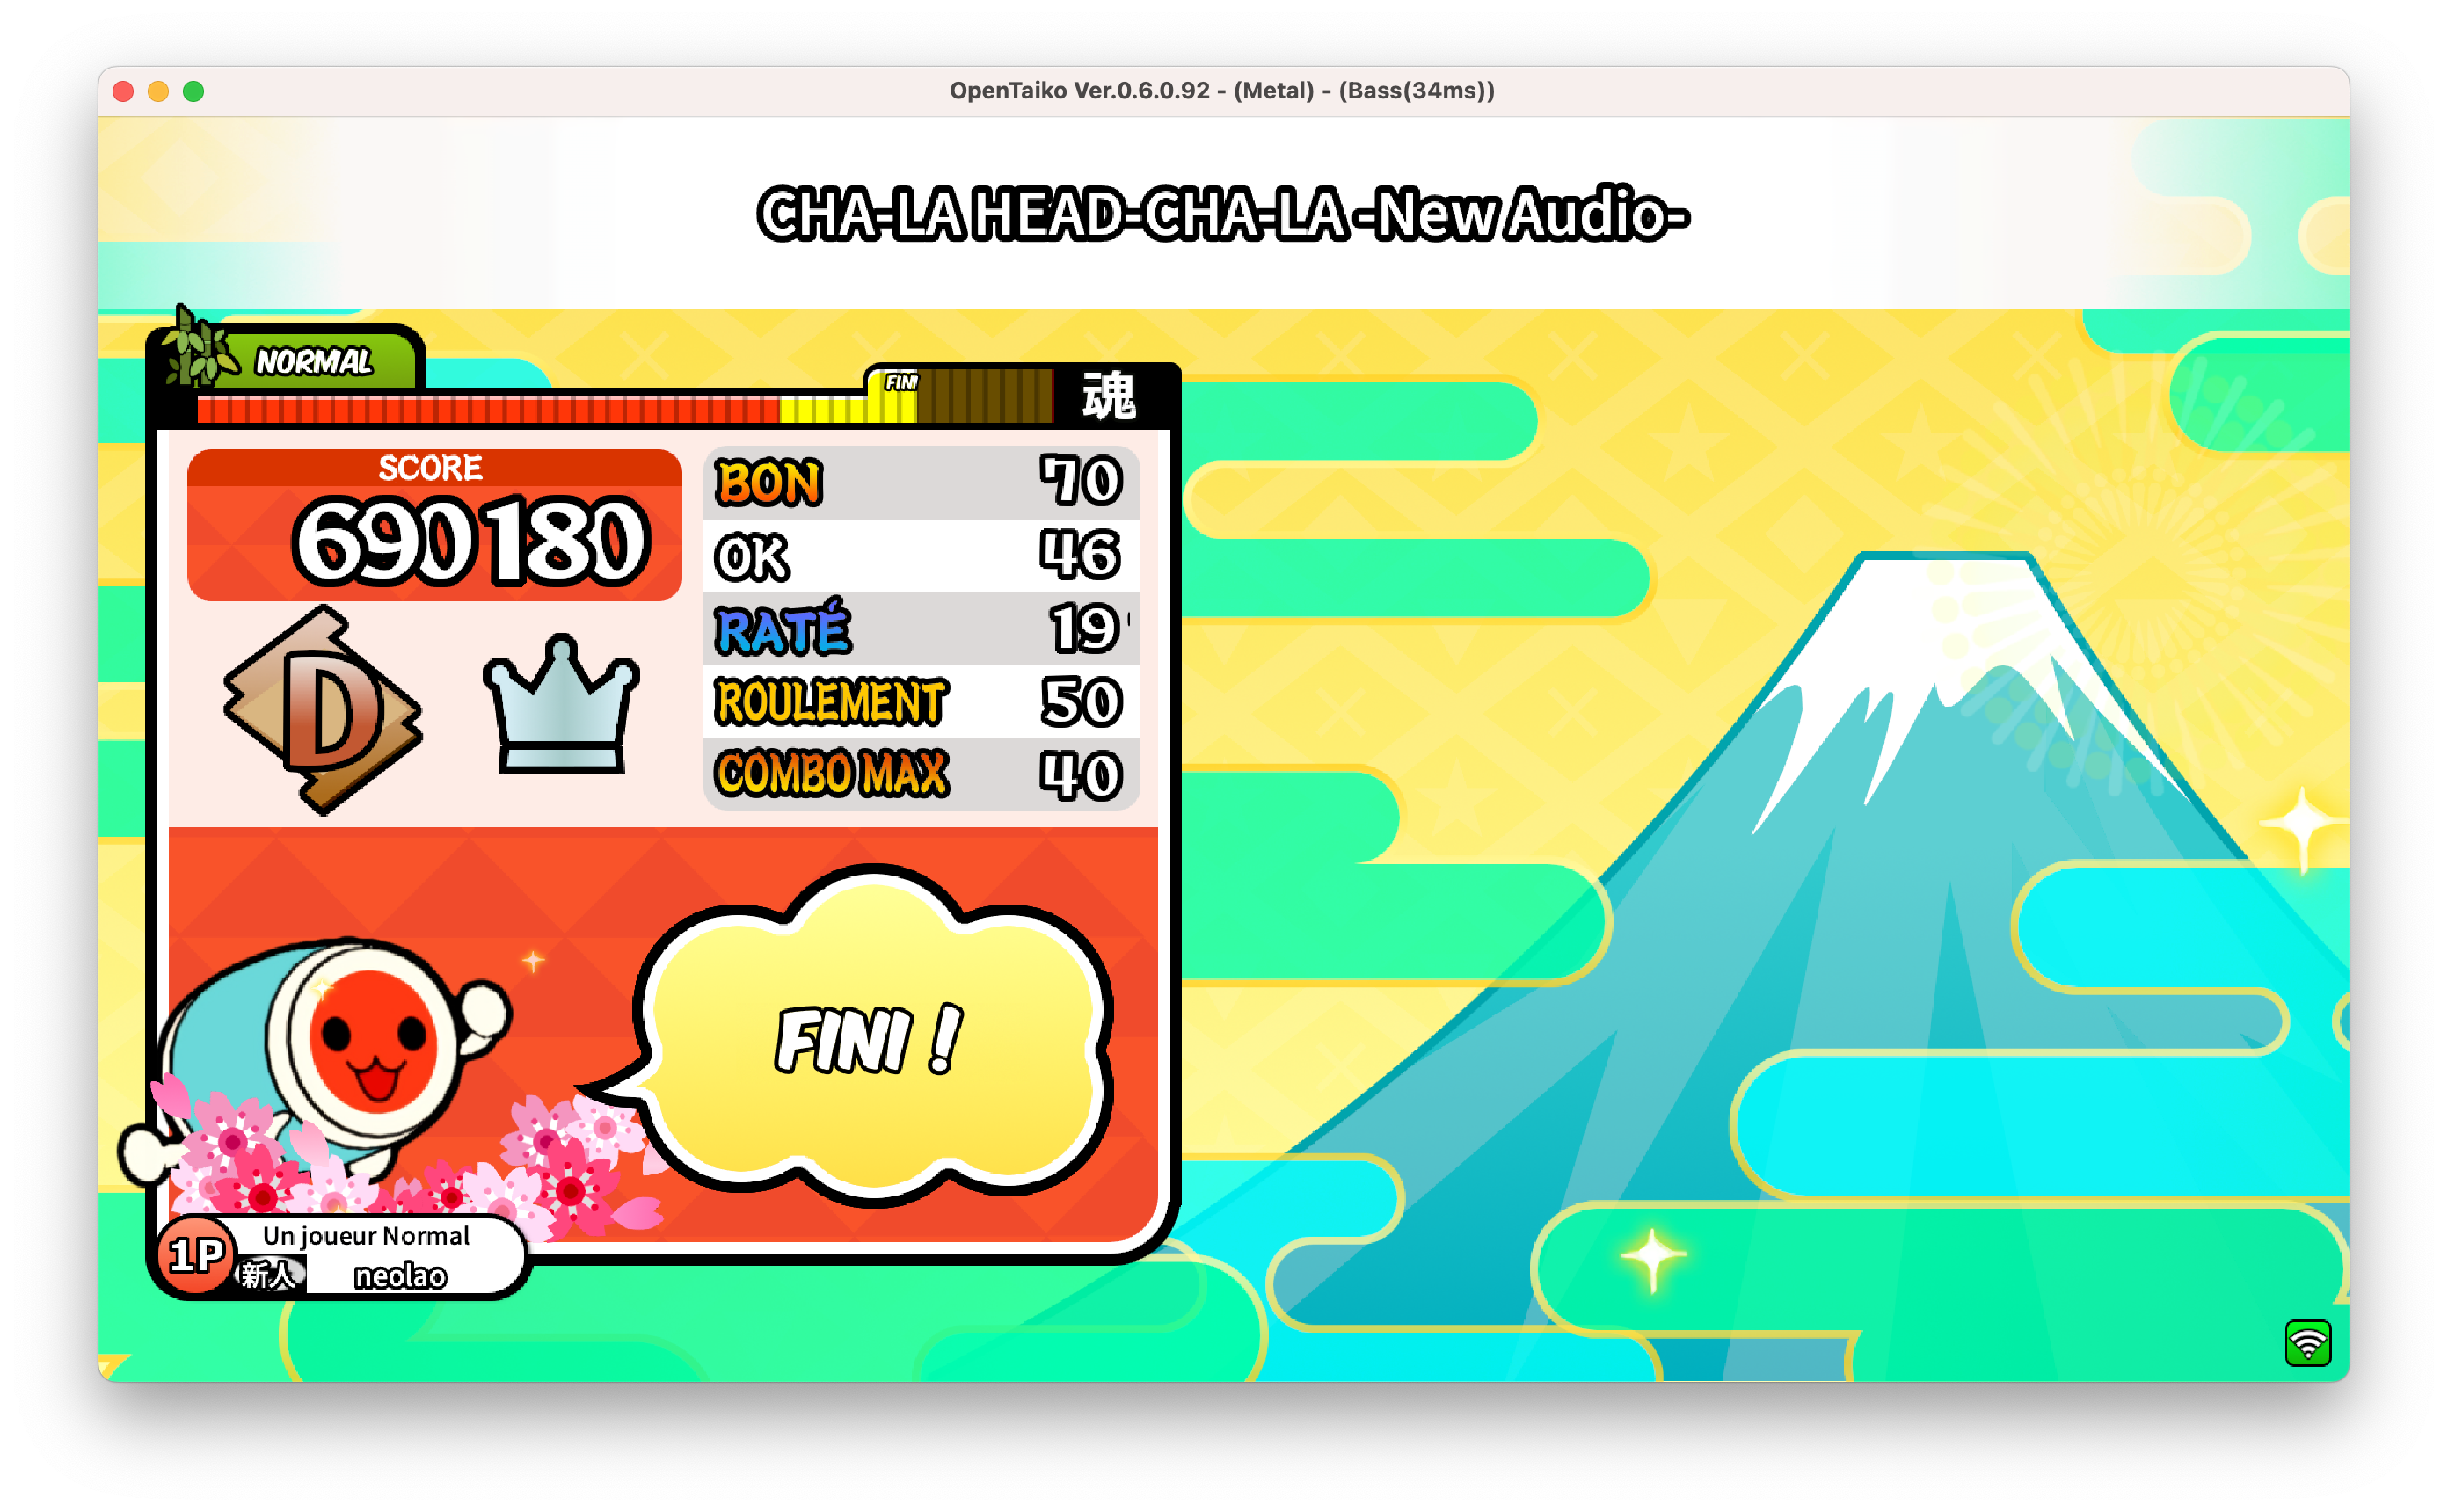 OpenTaiko Ver.0.6.0.92 - (Metal) - (Bass(34ms))
CHA-LA HEAD-CHA-LA -New Audio-
NORMAL
FINI
魂
SCORE
690180
BON 70
OK 46
RATÉ 19
ROULEMENT 50
COMBO MAX 40
D
FINI !
1P
Un joueur Normal
新人
neolao